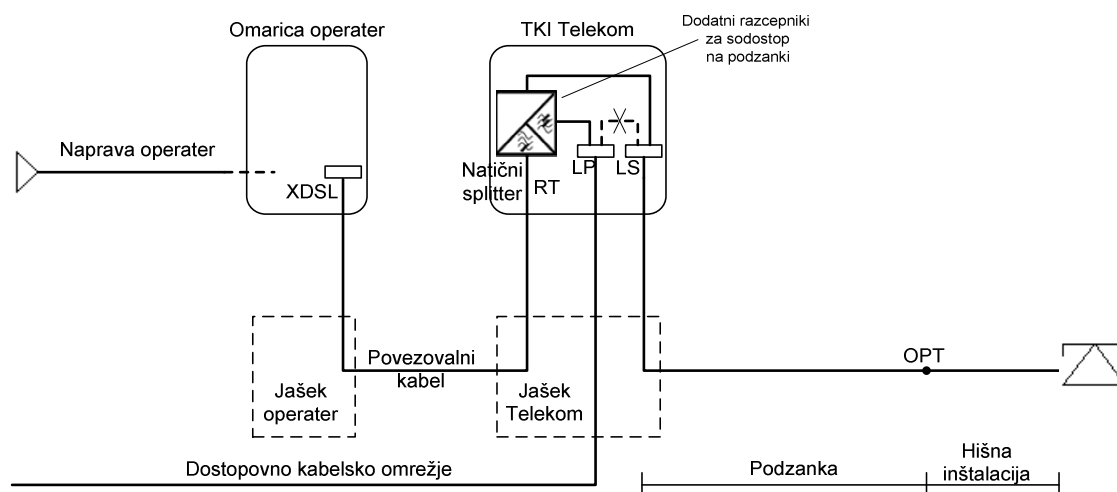 Omarica operater
TKI Telekom
Dodatni razcepniki
za sodostop
na podzanki
Naprava operater
XDSL
Natični
splitter
RT
LP
LS
Povezovalni
kabel
Jašek
operater
Jašek
Telekom
OPT
Dostopovno kabelsko omrežje
Podzanka
Hišna
inštalacija